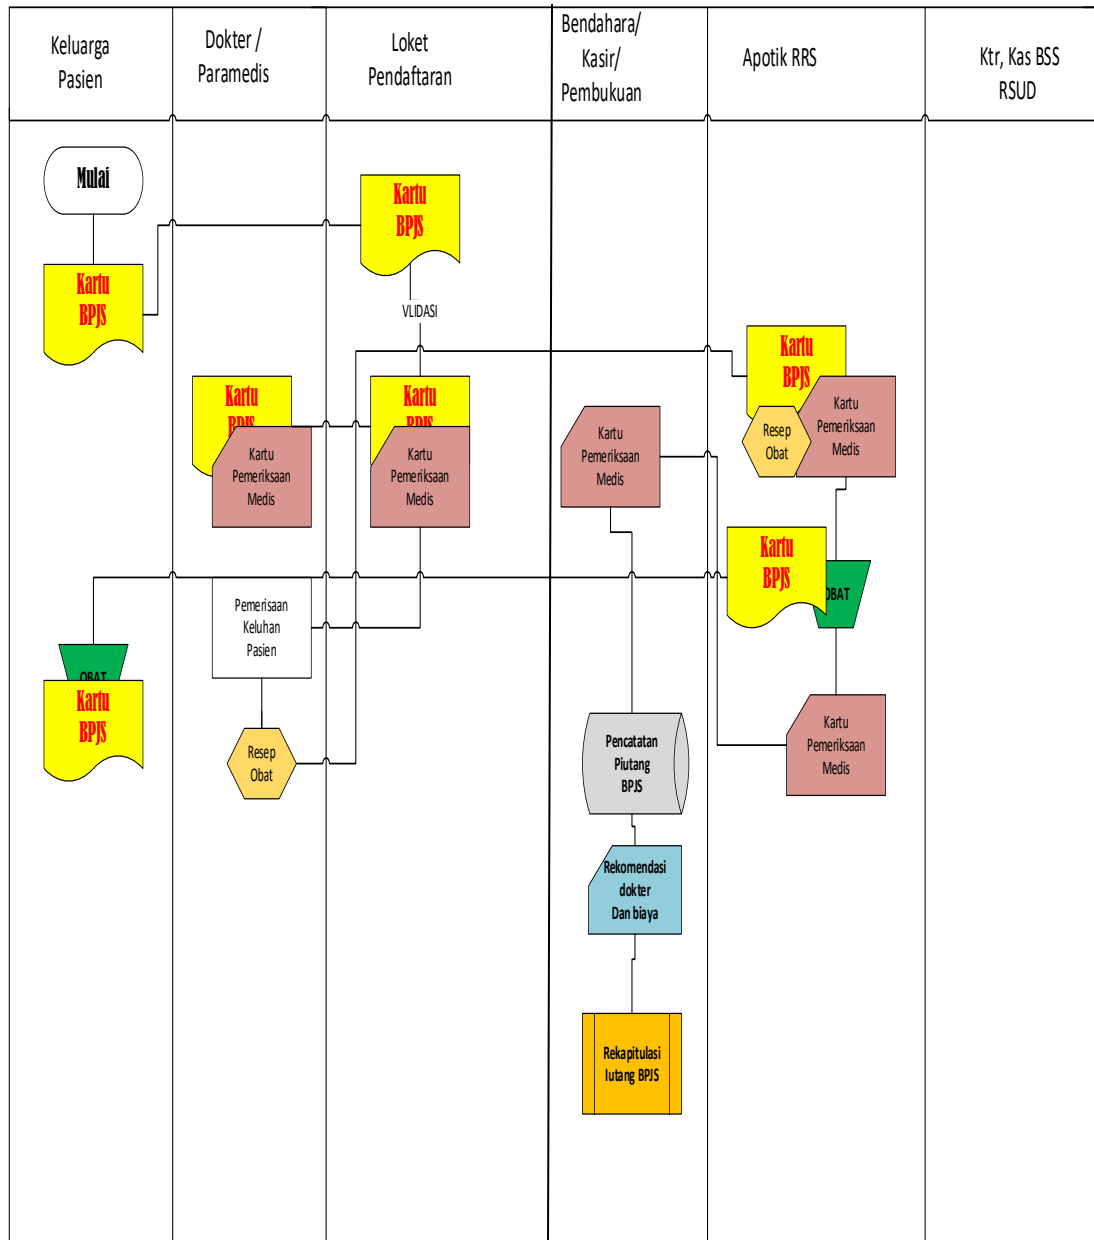 Keluarga
Pasien
Dokter /
Paramedis
Loket
Pendaftaran
Bendahara/
Kasir/
Pembukuan
Apotik RRS
Ktr, Kas BSS
RSUD
Mulai
Kartu
BPJS
Kartu
BPJS
VLIDASI
Kartu
BPJS
Kartu
Pemeriksaan
Medis
Kartu
BPJS
Kartu
Pemeriksaan
Medis
Kartu
Pemeriksaan
Medis
Kartu
BPJS
Resep
Obat
Kartu
Pemeriksaan
Medis
Kartu
BPJS
OBAT
Pemerisaan
Keluhan
Pasien
OBAT
Kartu
BPJS
Resep
Obat
Pencatatan
Piutang
BPJS
Kartu
Pemeriksaan
Medis
Rekomendasi
dokter
Dan biaya
Rekapitulasi
Iutang BPJS